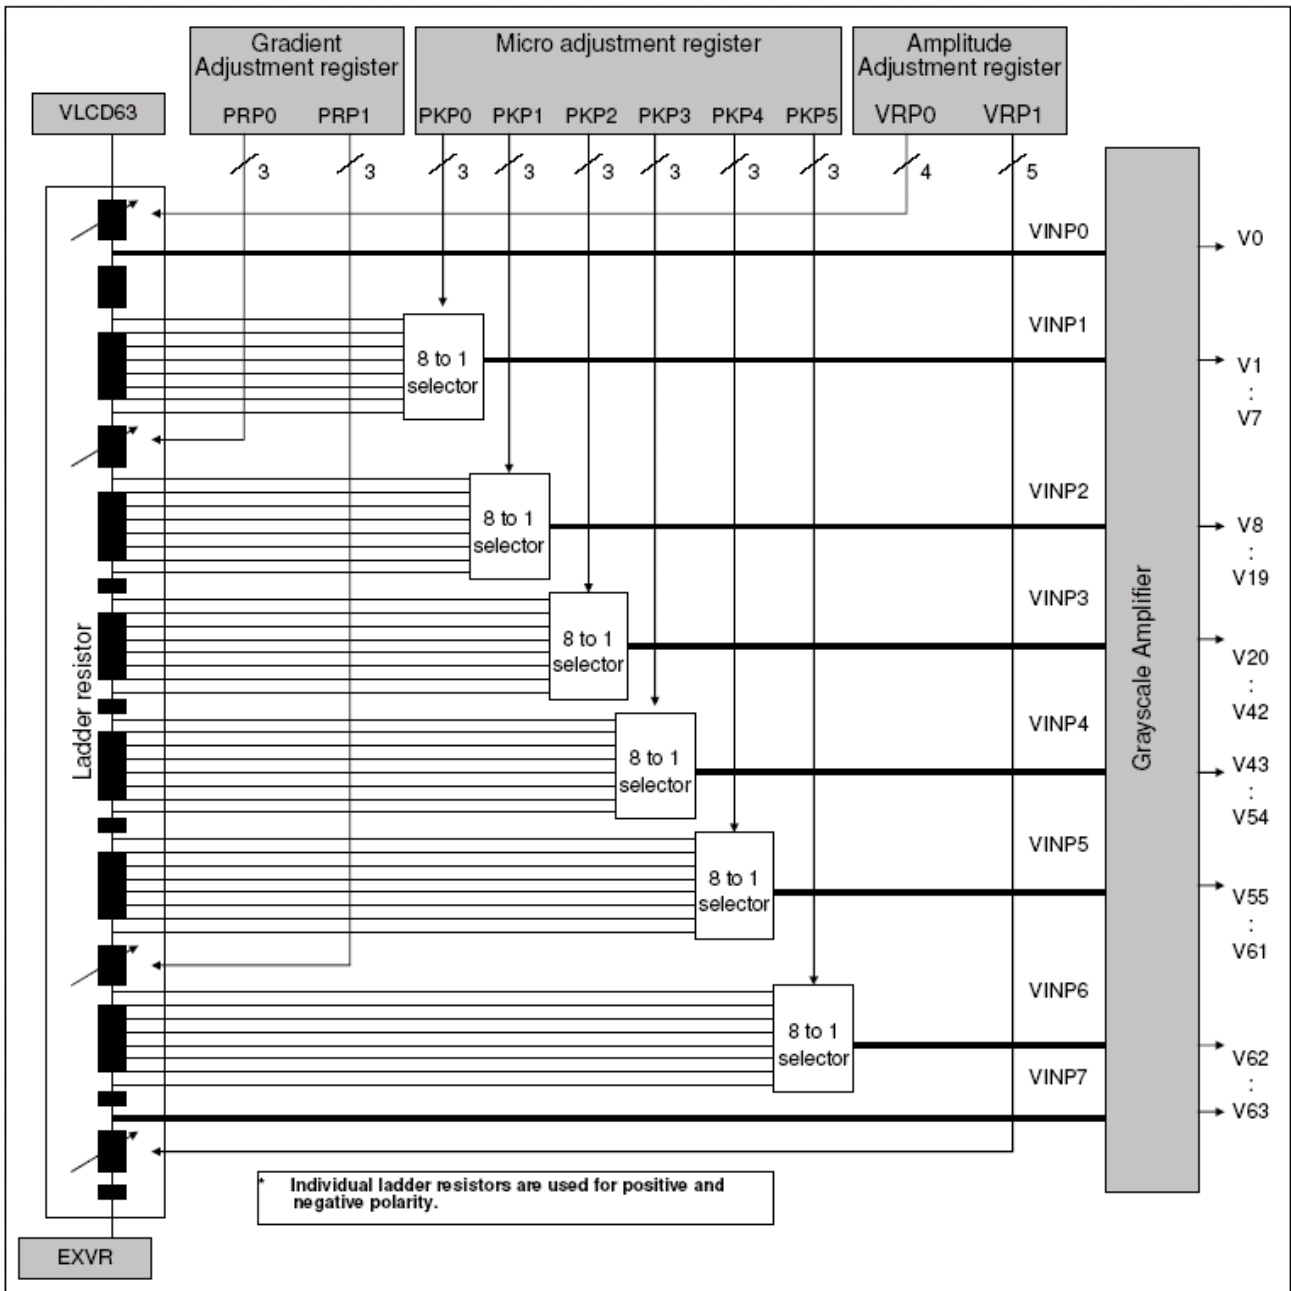 Gradient
Adjustment register
Micro adjustment register
Amplitude
Adjustment register
VLCD63
PRP0
PRP1
PKP0
PKP1
PKP2
PKP3
PKP4
PKP5
VRP0
VRP1
3
3
3
3
3
3
3
3
4
5
VINP0
V0
VINP1
8 to 1
selector
V1
:
V7
VINP2
8 to 1
selector
V8
:
V19
VINP3
8 to 1
selector
V20
:
V42
Ladder resistor
Grayscale Amplifier
VINP4
8 to 1
selector
V43
:
V54
VINP5
8 to 1
selector
V55
:
V61
VINP6
8 to 1
selector
V62
:
VINP7
V63
* Individual ladder resistors are used for positive and
negative polarity.
EXVR